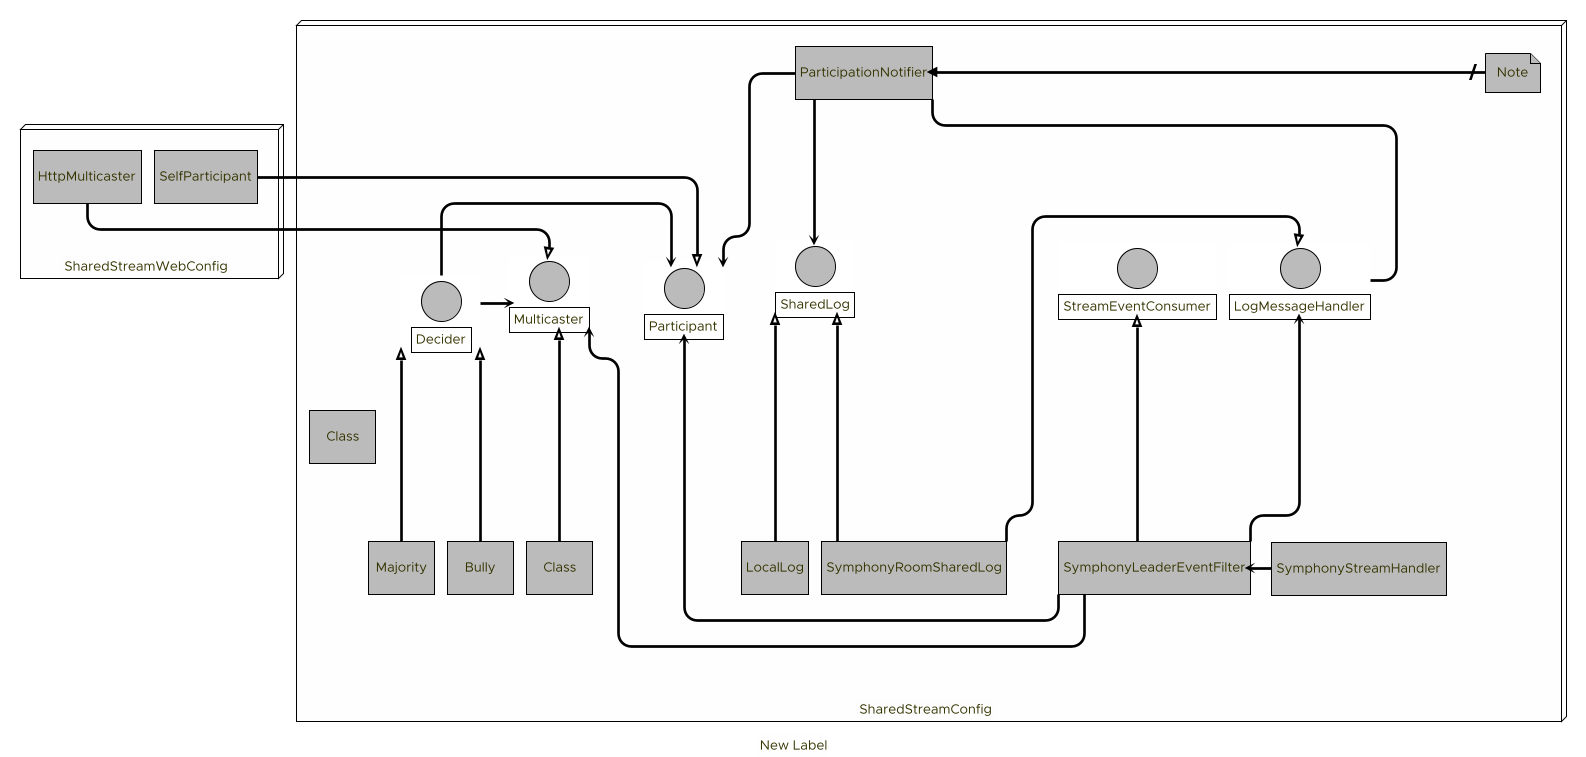 ParticipationNotifier
Note
HttpMulticaster
SelfParticipant
SharedStreamWebConfig
Decider
Multicaster
Participant
SharedLog
StreamEventConsumer
LogMessageHandler
Class
Majority
Bully
Class
LocalLog
SymphonyRoomSharedLog
SymphonyLeaderEventFilter
SymphonyStreamHandler
SharedStreamConfig
New Label